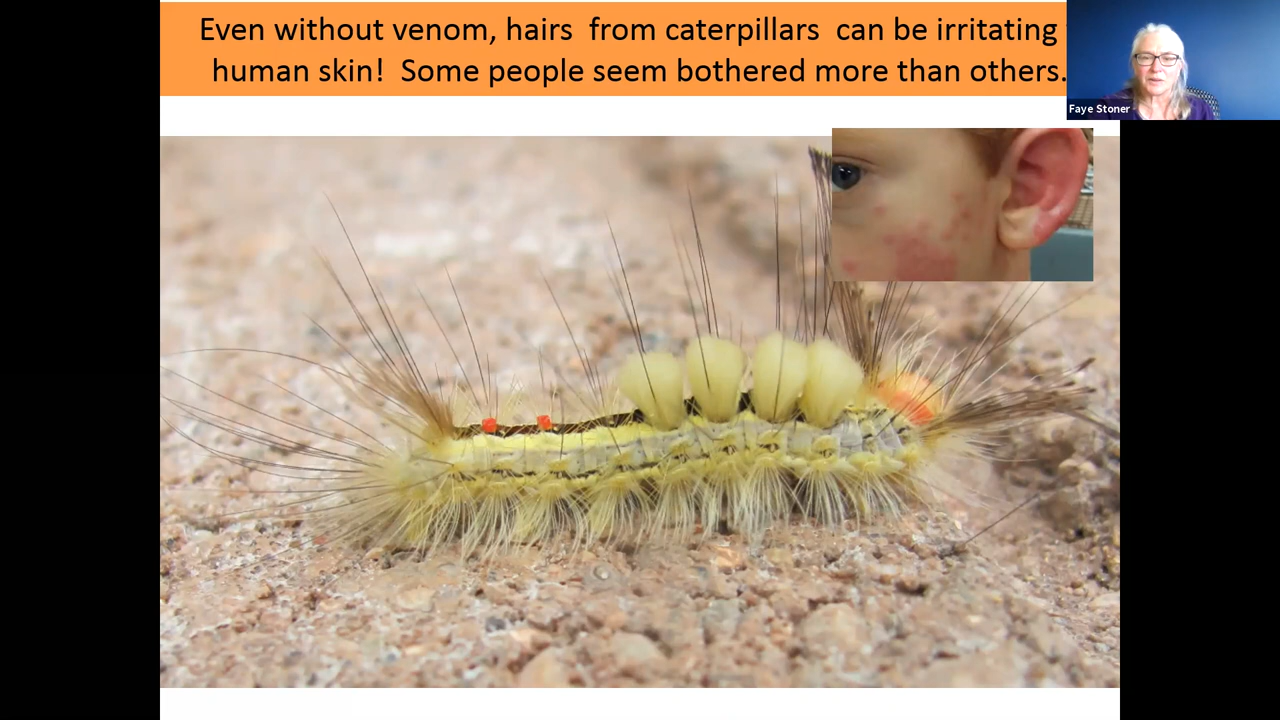 Even without venom, hairs from caterpillars can be irritating
human skin! Some people seem bothered more than others.
Faye Stoner